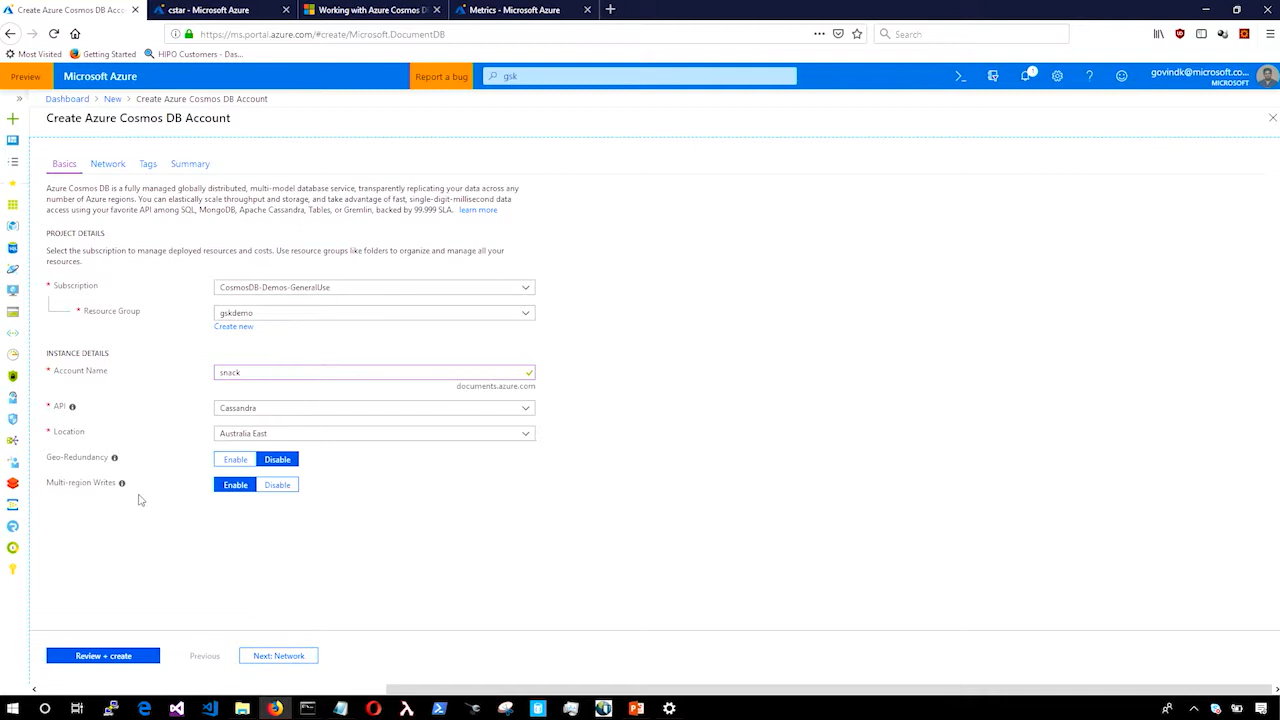 Create Azure Cosmos DB Acco
cstar - Microsoft Azure
Working with Azure Cosmos D
Metrics - Microsoft Azure
https://ms.portal.azure.com/#create/Microsoft.DocumentDB
Search
Most Visited
Getting Started
HIPO Customers - Das...
Preview
Microsoft Azure
Report a bug
gsk
1
govindk@microsoft.co...
MICROSOFT
Dashboard > New > Create Azure Cosmos DB Account
Create Azure Cosmos DB Account
Basics
Network
Tags
Summary
Azure Cosmos DB is a fully managed globally distributed, multi-model database service, transparently replicating your data across any
number of Azure regions. You can elastically scale throughput and storage, and take advantage of fast, single-digit-millisecond
data access using your favorite API among SQL, MongoDB, Apache Cassandra, Tables, or Gremlin, backed by 99.999 SLA. learn more
PROJECT DETAILS
Select the subscription to manage deployed resources and costs. Use resource groups like folders to organize and manage all your
resources.
* Subscription
CosmosDB-Demos-GeneralUse
* Resource Group
gskdemo
Create new
INSTANCE DETAILS
* Account Name
snack
documents.azure.com
* API
Cassandra
* Location
Australia East
Geo-Redundancy
Enable
Disable
Multi-region Writes
Enable
Disable
Review + create
Previous
Next: Network